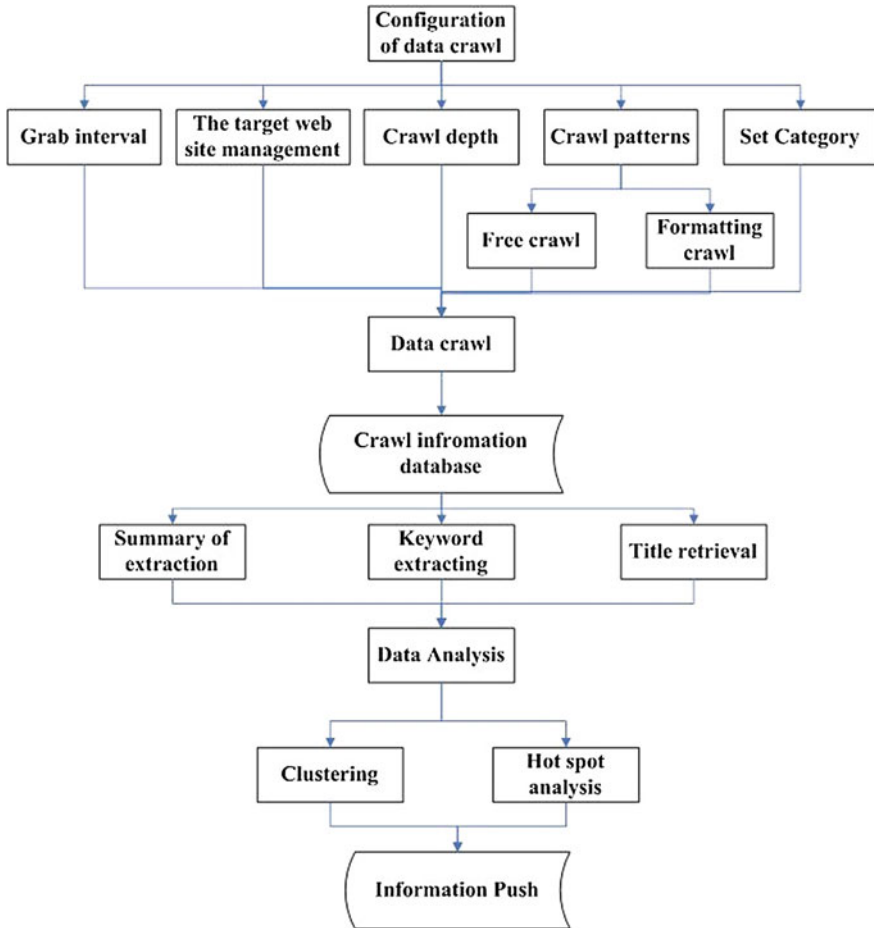 Configuration
of data crawl
Grab interval
The target web
site management
Crawl depth
Crawl patterns
Set Category
Free crawl
Formatting
crawl
Data crawl
Crawl infromation
database
Summary of
extraction
Keyword
extracting
Title retrieval
Data Analysis
Clustering
Hot spot
analysis
Information Push